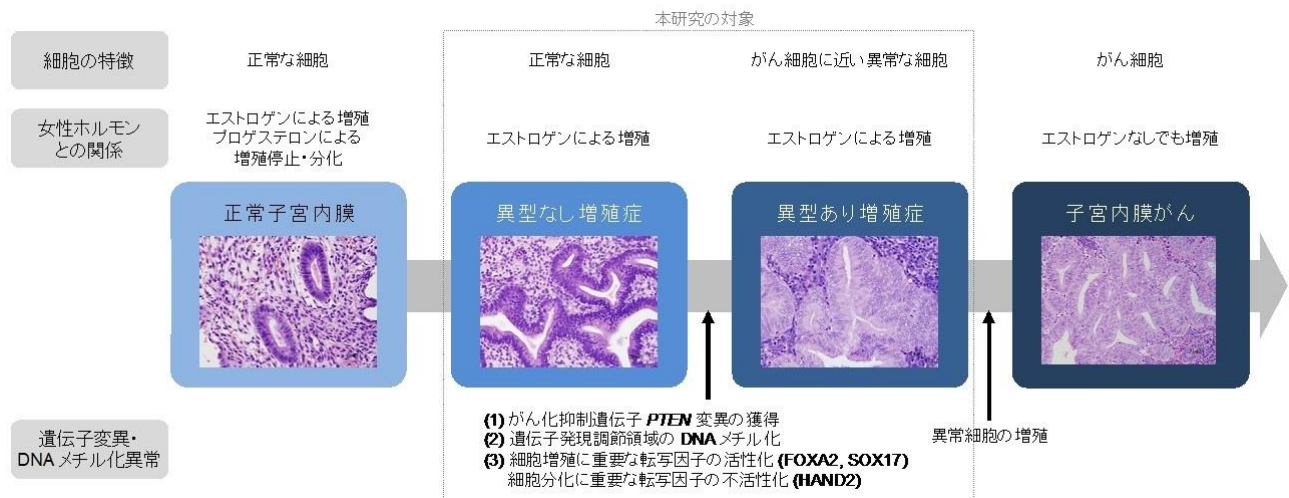 本研究の対象
細胞の特徴
正常な細胞
正常な細胞
がん細胞に近い異常な細胞
がん細胞
女性ホルモン
との関係
エストロゲンによる増殖
プロゲステロンによる
増殖停止・分化
エストロゲンによる増殖
エストロゲンによる増殖
エストロゲンなしでも増殖
正常子宮内膜
異型なし増殖症
異型あり増殖症
子宮内膜がん
遺伝子変異・
DNAメチル化異常
(1) がん化抑制遺伝子 PTEN 変異の獲得
(2) 遺伝子発現調節領域の DNA メチル化
(3) 細胞増殖に重要な転写因子の活性化 (FOXA2, SOX17)
細胞分化に重要な転写因子の不活性化 (HAND2)
異常細胞の増殖